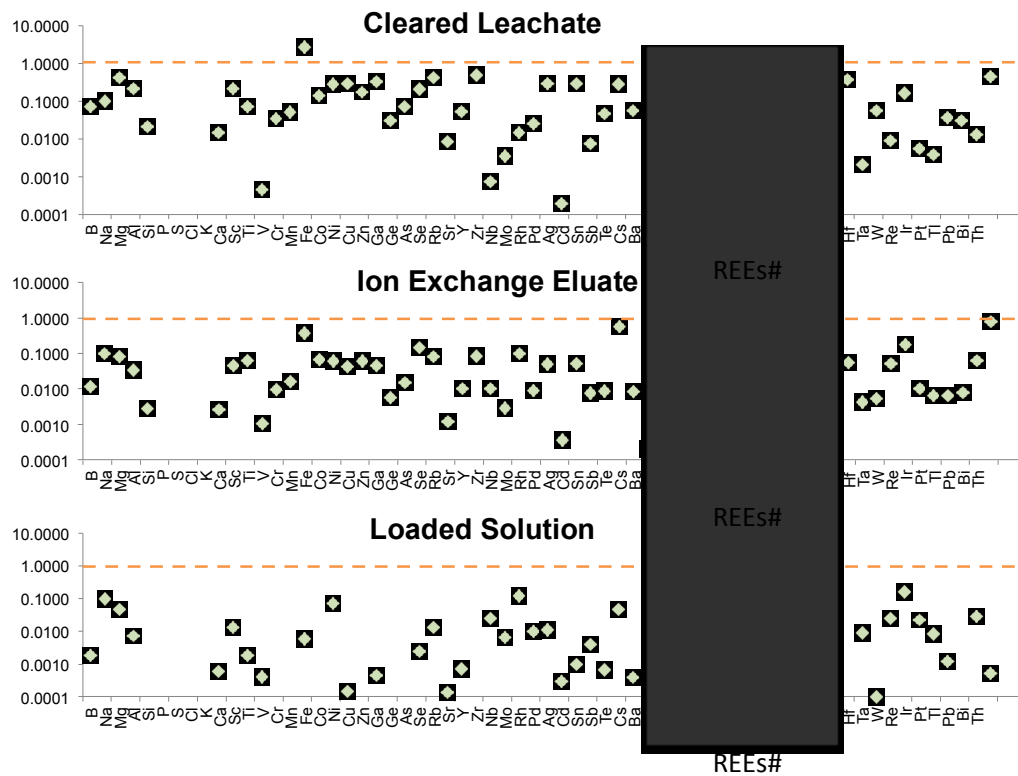 Cleared Leachate
10.0000
1.0000
0.1000
0.0100
0.0010
0.0001
B Na Mg Al Si P S Cl K Ca Sc Ti V Cr Mn Fe Co Ni Cu Zn Ga Ge As Se Rb Sr Y Zr Nb Mo Rh Pd Ag Cd Sn Sb Te Cs Ba Hf Ta W Re Ir Pt Tl Pb Bi Th
REEs#
Ion Exchange Eluate
10.0000
1.0000
0.1000
0.0100
0.0010
0.0001
B Na Mg Al Si P S Cl K Ca Sc Ti V Cr Mn Fe Co Ni Cu Zn Ga Ge As Se Rb Sr Y Zr Nb Mo Rh Pd Ag Cd Sn Sb Te Cs Ba Hf Ta W Re Ir Pt Tl Pb Bi Th
REEs#
Loaded Solution
10.0000
1.0000
0.1000
0.0100
0.0010
0.0001
B Na Mg Al Si P S Cl K Ca Sc Ti V Cr Mn Fe Co Ni Cu Zn Ga Ge As Se Rb Sr Y Zr Nb Mo Rh Pd Ag Cd Sn Sb Te Cs Ba Hf Ta W Re Ir Pt Tl Pb Bi Th
REEs#